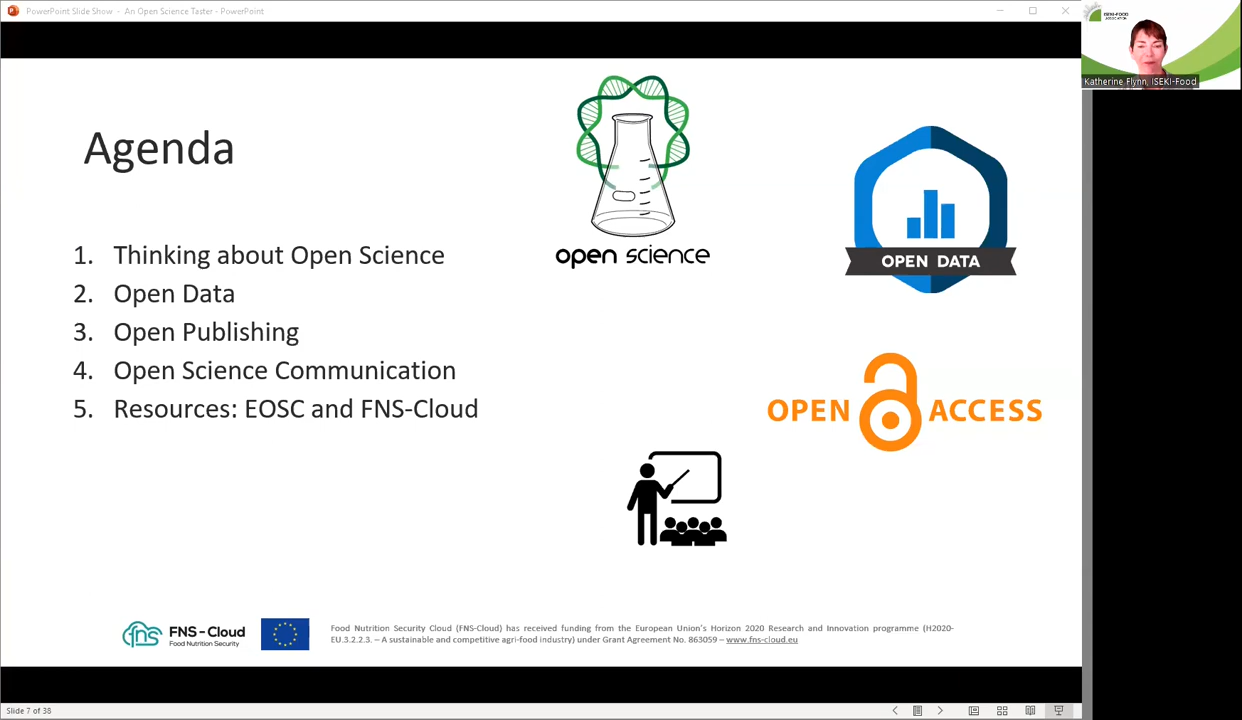 PowerPoint Slide Show - An Open Science Taster - PowerPoint
ISEKI-FOOD
ASSOCIATION
Katherine Flynn, ISEKI-Food
Agenda
1. Thinking about Open Science
2. Open Data
3. Open Publishing
4. Open Science Communication
5. Resources: EOSC and FNS-Cloud
open science
OPEN DATA
OPEN ACCESS
fns
FNS-Cloud
Food Nutrition Security
Food Nutrition Security Cloud (FNS-Cloud) has received funding from the European Union's Horizon 2020 Research and Innovation programme (H2020-
EU.3.2.2.3. – A sustainable and competitive agri-food industry) under Grant Agreement No. 863059 – www.fns-cloud.eu
Slide 7 of 38